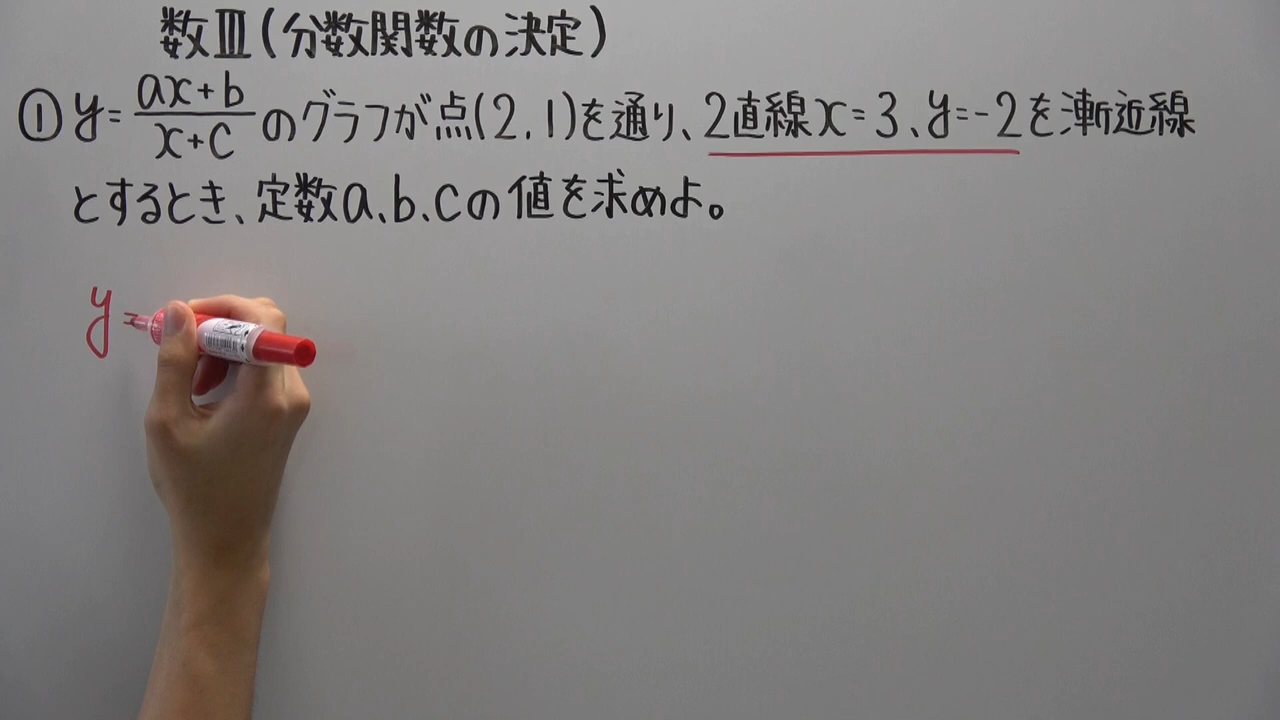 数Ⅲ(分数関数の決定)
① y=\frac{ax+b}{x+c}のグラフが点(2,1)を通り、2直線x=3、y=-2を漸近線
とするとき、定数a、b、cの値を求めよ。
y=